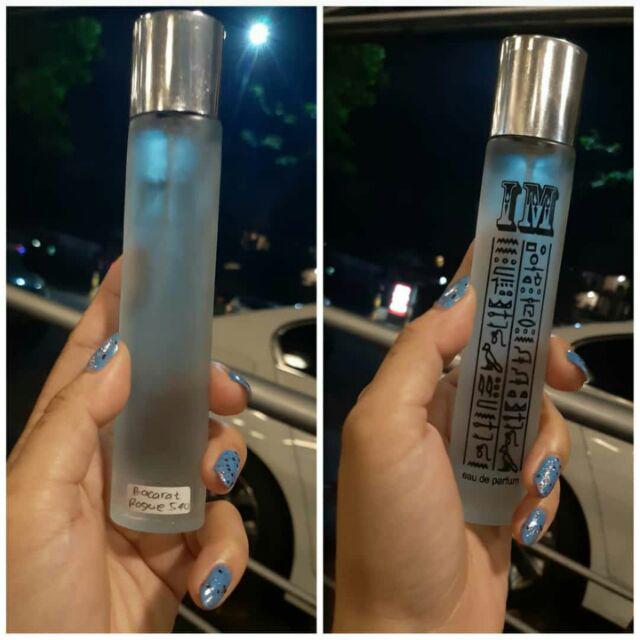 Bacarat
Rogue 540
IM
eau de parfum